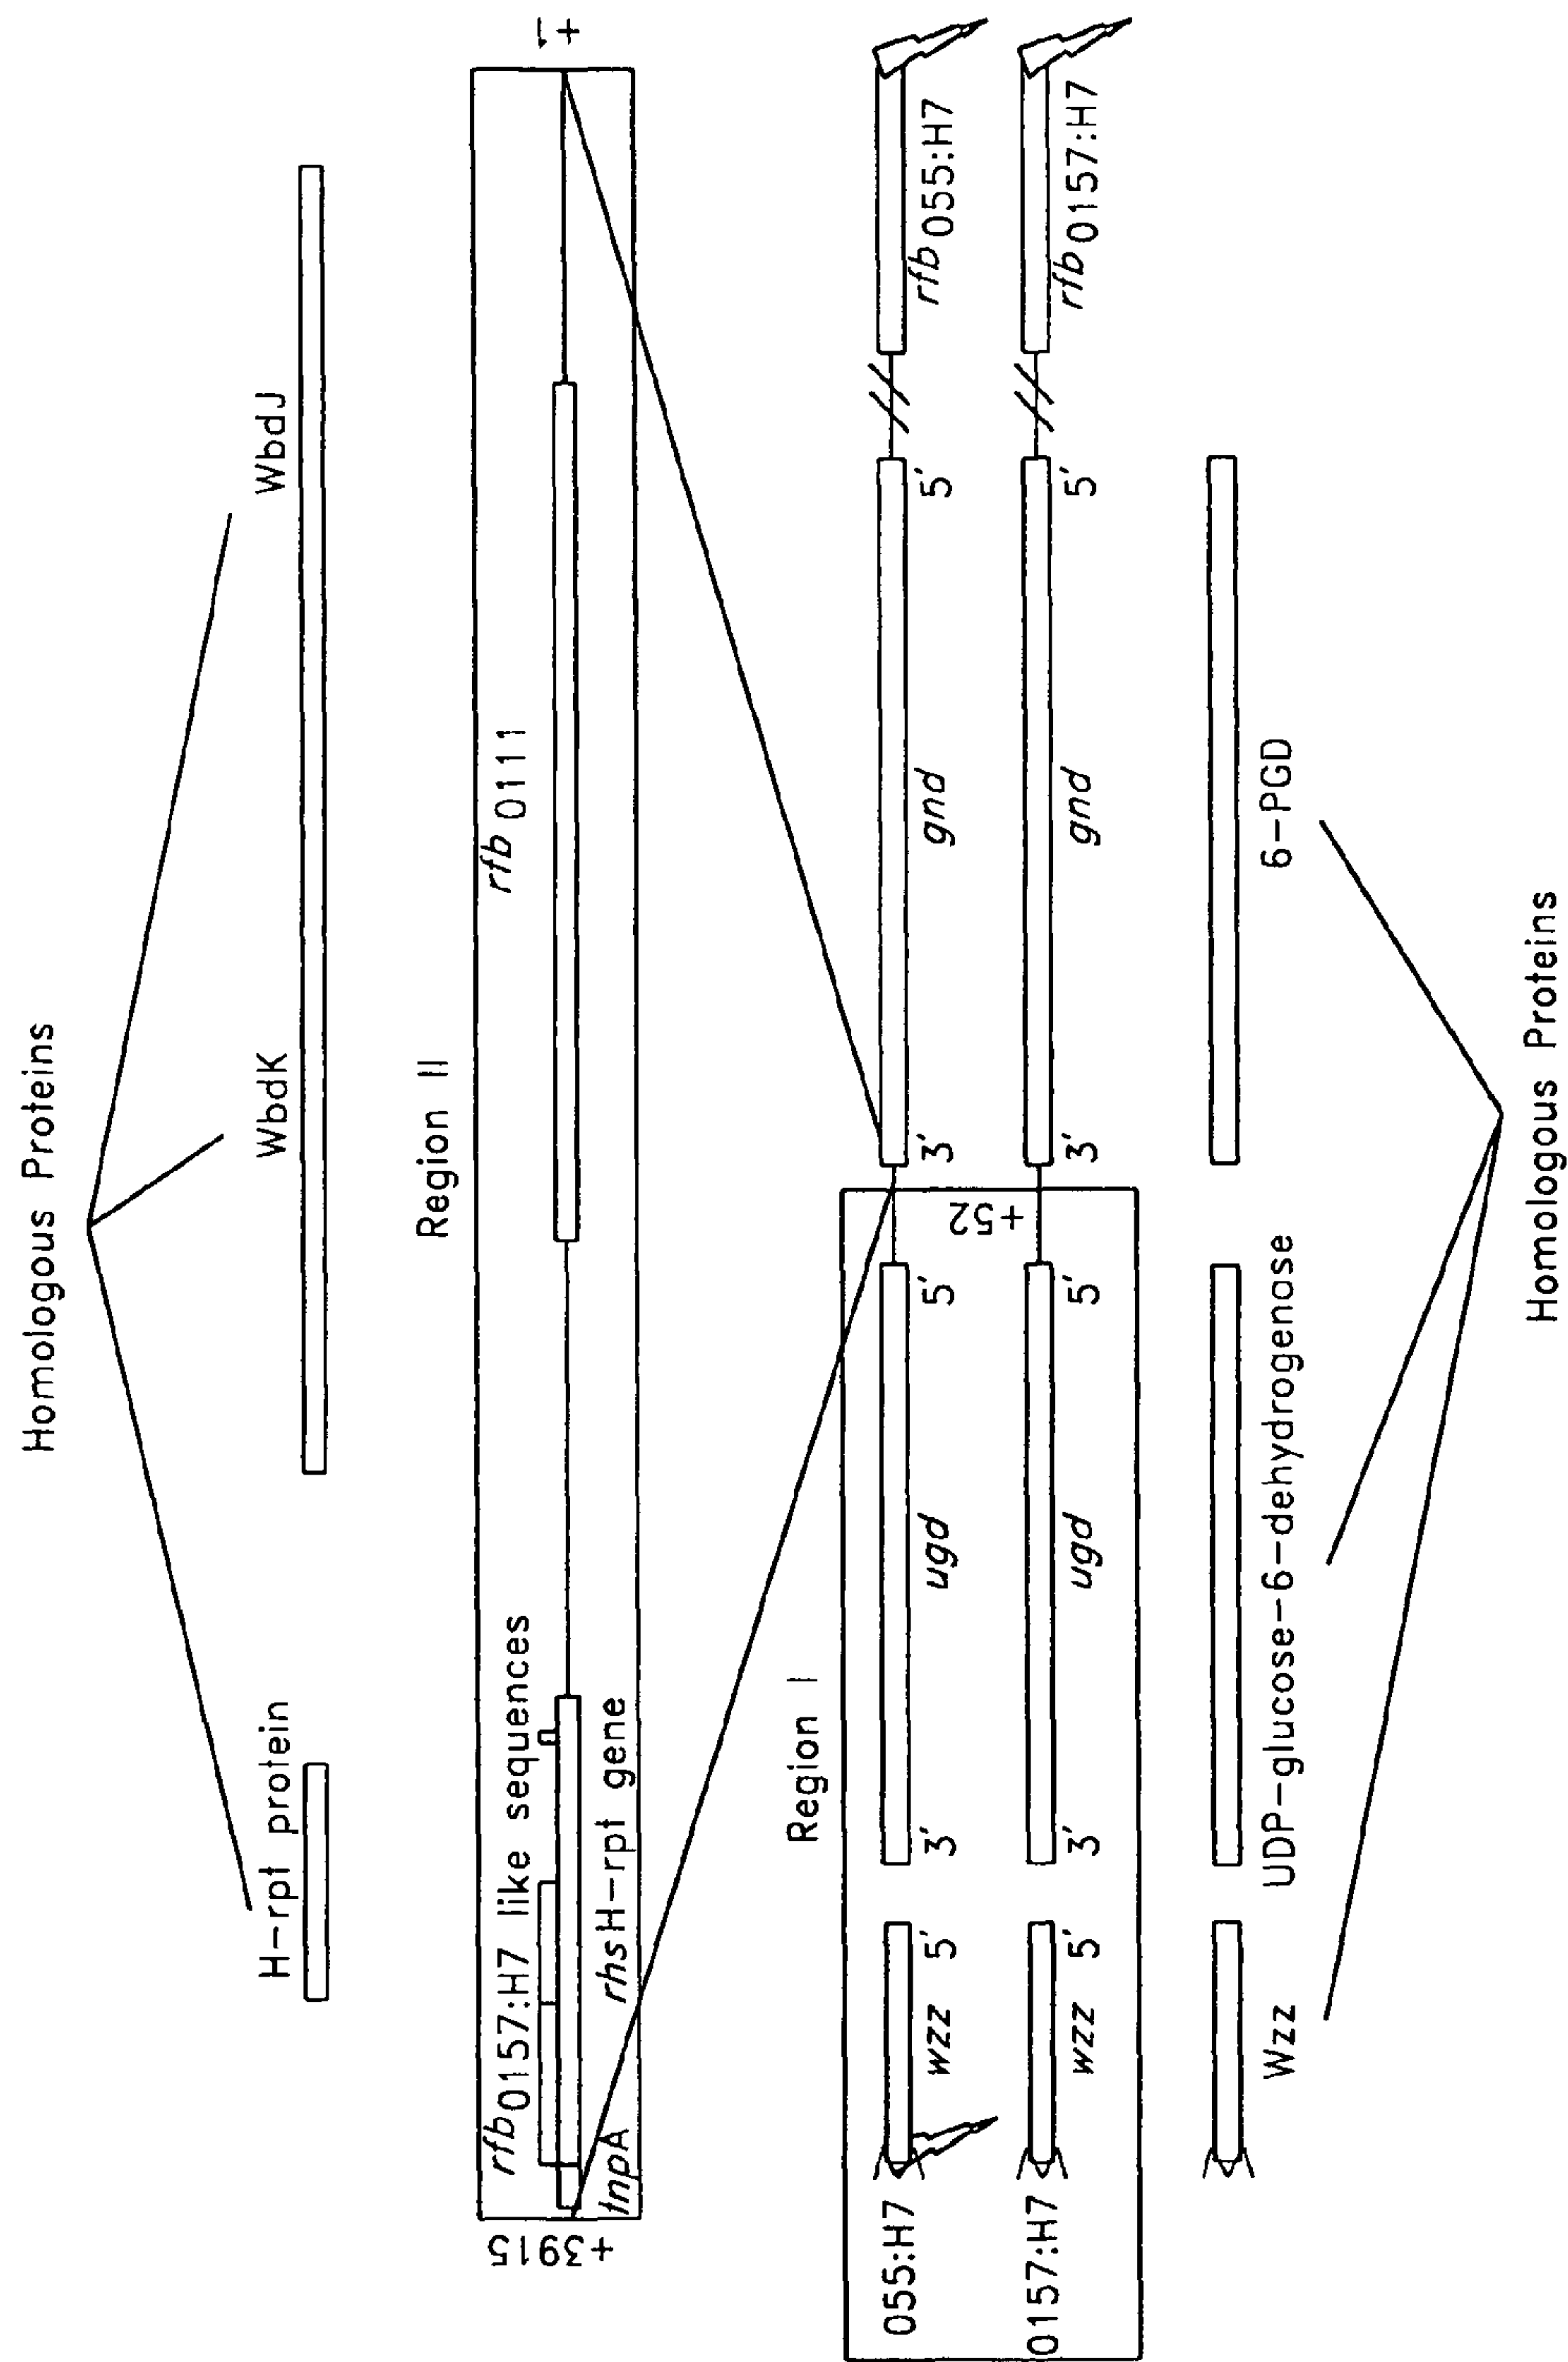 Homologous Proteins
H-rpt protein
WbdK
WbdJ
Region II
rfb0157:H7 like sequences
rfb0111
+3915
+1
tnpA
rhsH-rpt gene
Region I
055:H7
wzz
5'
3'
ugd
5'
3'
gnd
5'
rfb055:H7
+52
0157:H7
wzz
5'
3'
ugd
5'
3'
gnd
5'
rfb0157:H7
Wzz
UDP-glucose-6-dehydrogenase
6-PGD
Homologous Proteins